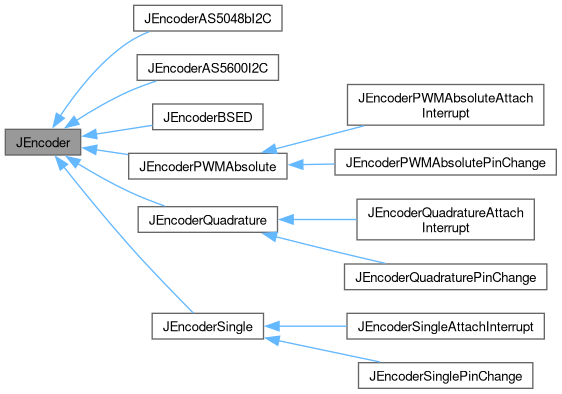 JEncoder
JEncoderAS5048bI2C
JEncoderAS5600I2C
JEncoderBSED
JEncoderPWMAbsolute
JEncoderPWMAbsoluteAttach
Interrupt
JEncoderPWMAbsolutePinChange
JEncoderQuadrature
JEncoderQuadratureAttach
Interrupt
JEncoderQuadraturePinChange
JEncoderSingle
JEncoderSingleAttachInterrupt
JEncoderSinglePinChange